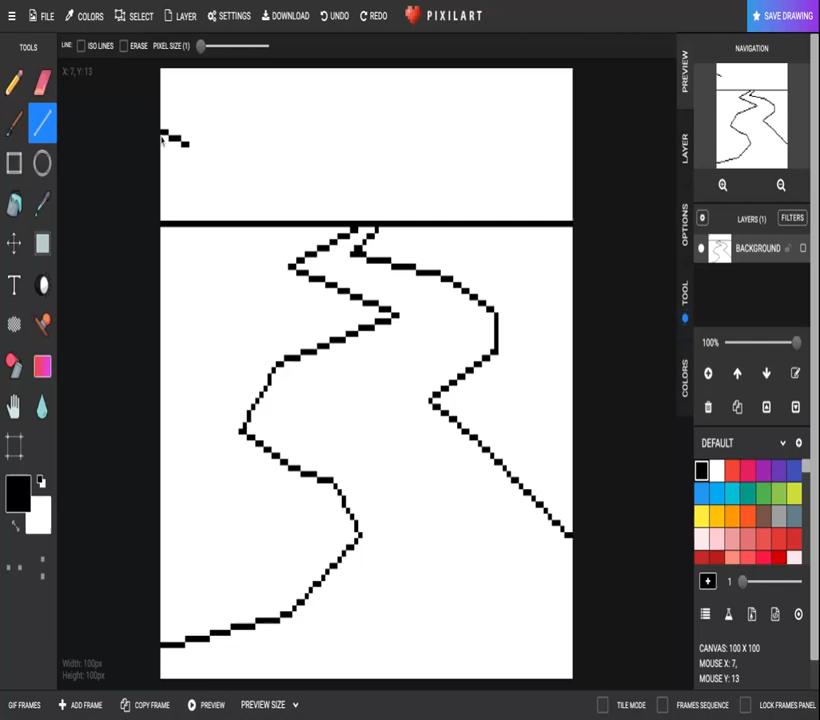 FILE COLORS SELECT LAYER SETTINGS DOWNLOAD UNDO REDO PIXILART SAVE DRAWING
TOOLS
LINE: ISO LINES ERASE PIXEL SIZE (1)
X: 7, Y: 13
T
Width: 100px
Height: 100px
PREVIEW
LAYER
OPTIONS
TOOL
COLORS
NAVIGATION
LAYERS (1) FILTERS
BACKGROUND
100%
DEFAULT
1
CANVAS: 100 X 100
MOUSE X: 7,
MOUSE Y: 13
GIF FRAMES ADD FRAME COPY FRAME PREVIEW PREVIEW SIZE TILE MODE FRAMES SEQUENCE LOCK FRAMES PANEL